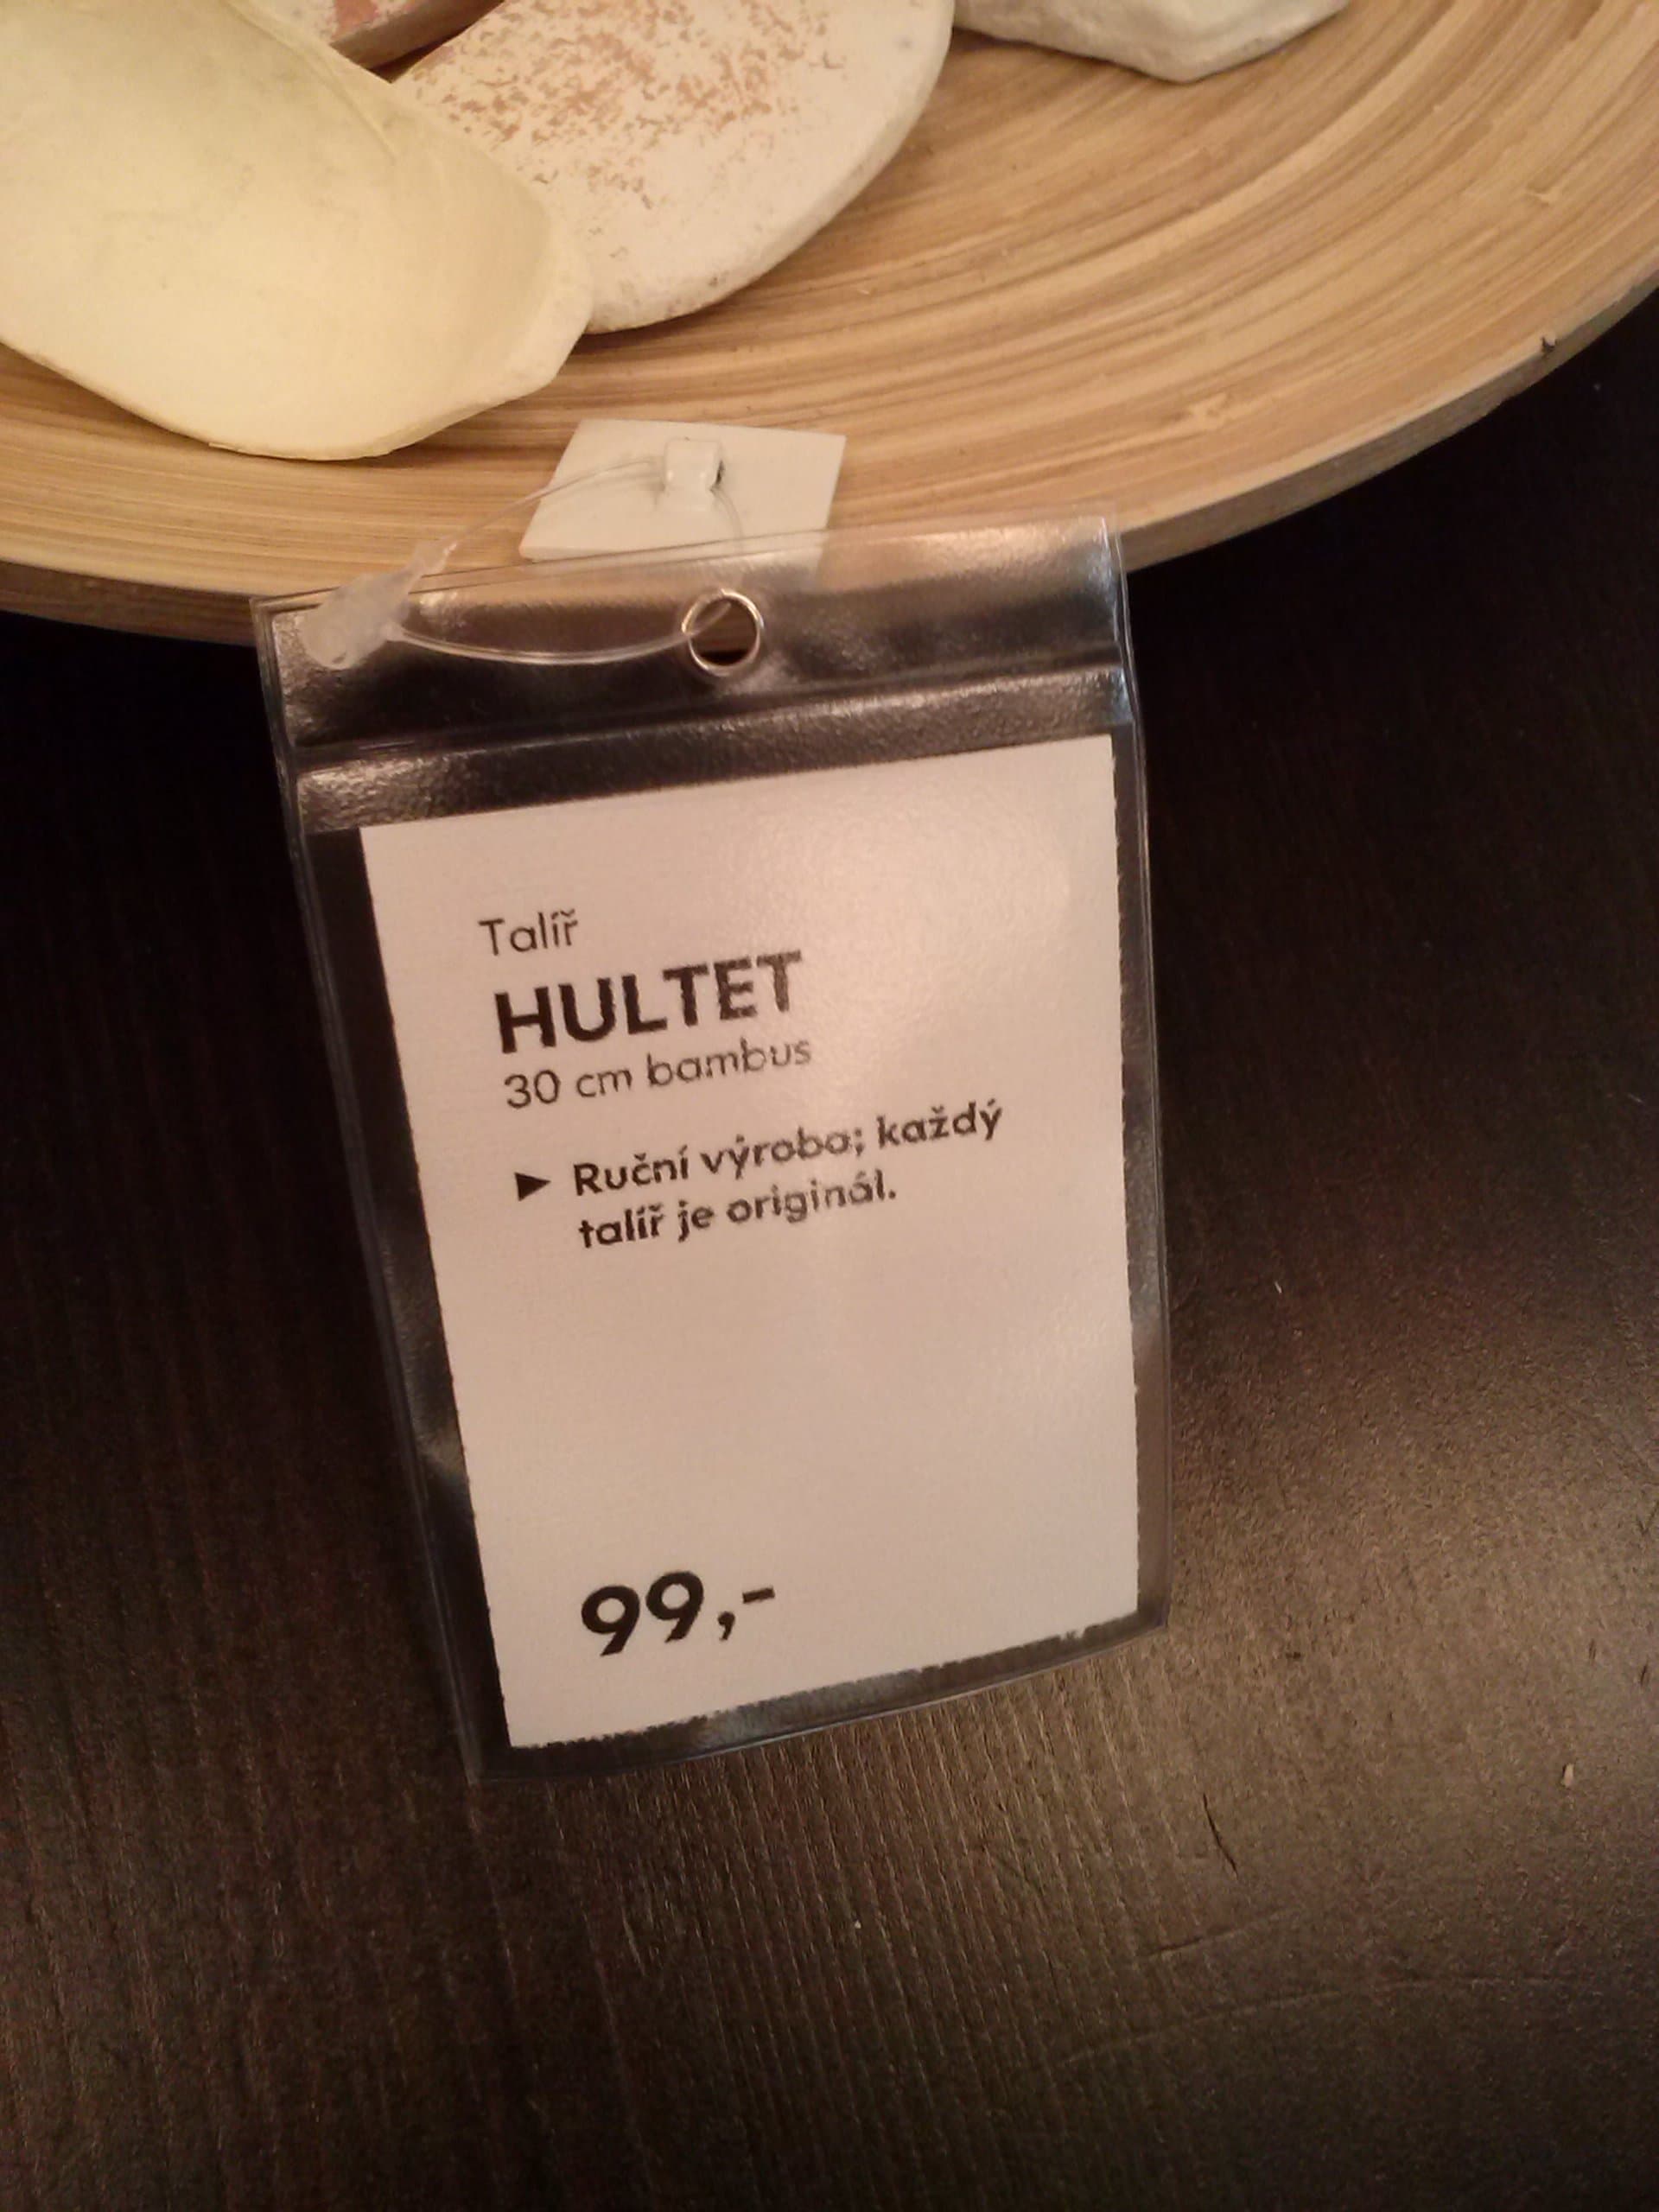 Talíř
HULTET
30 cm bambus
► Ruční výroba; každý
talíř je originál.
99,-